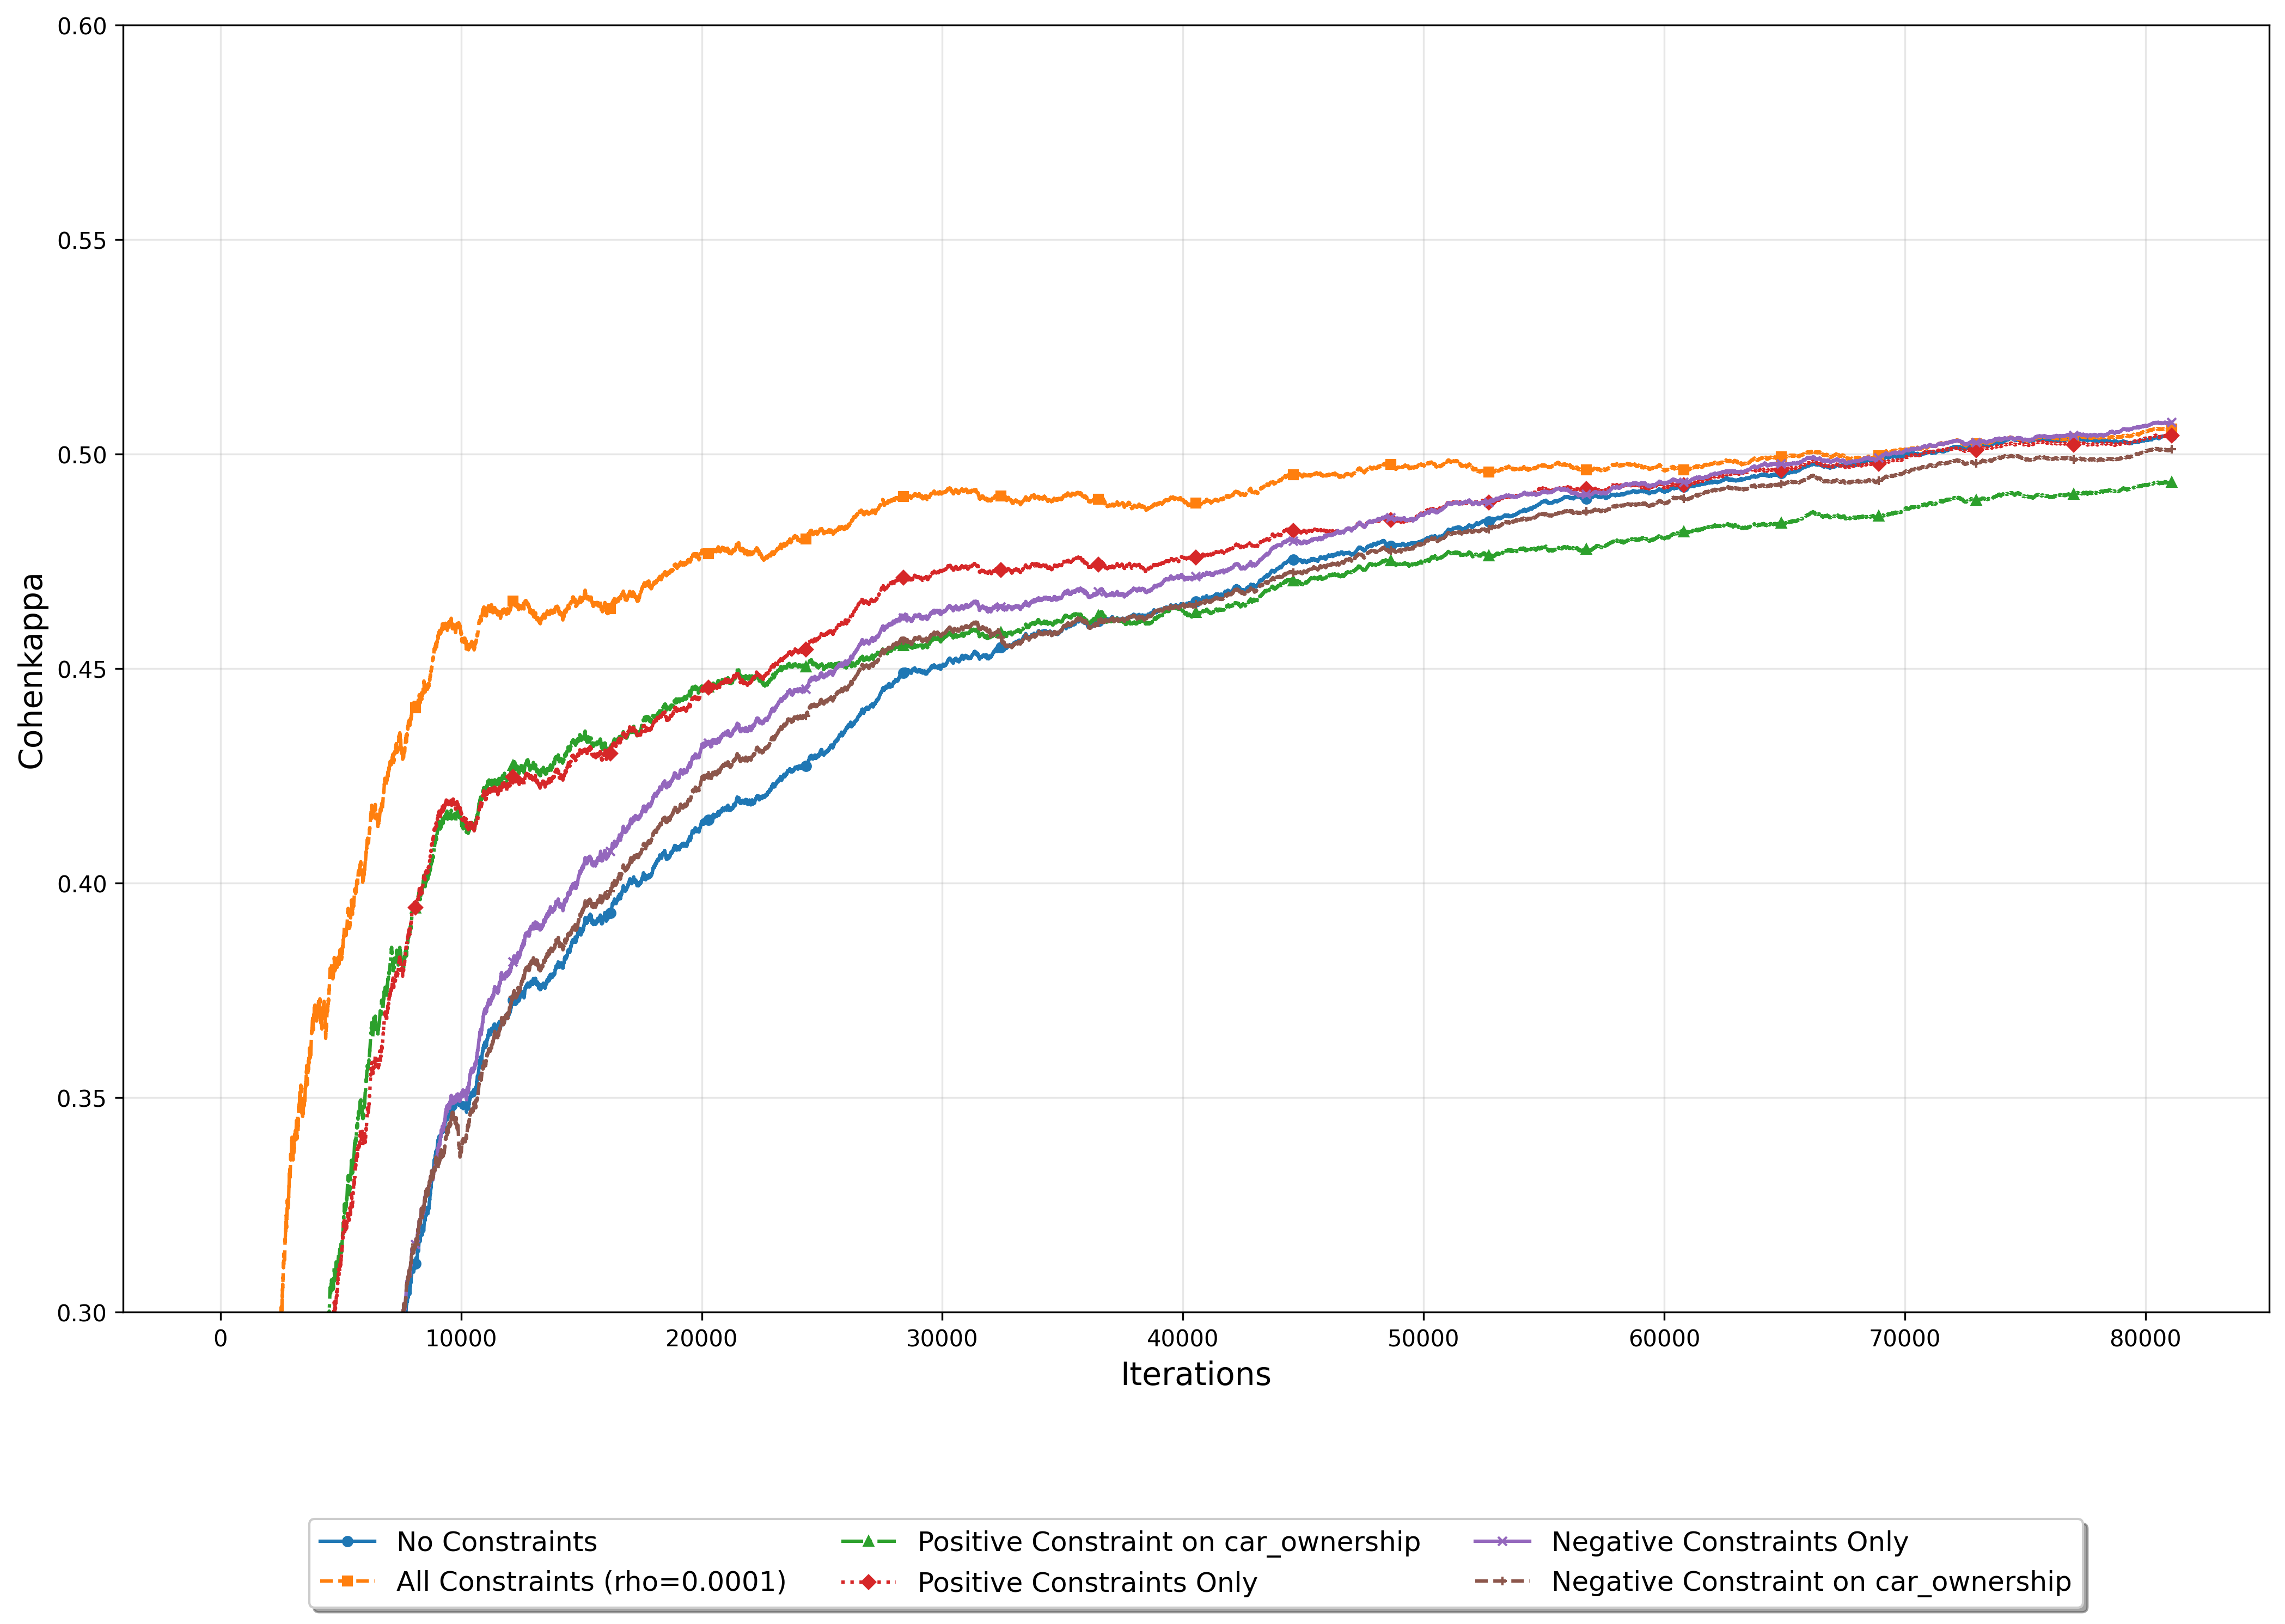 0.60
0.55
0.50
0.45
0.40
0.35
0.30
Cohenkappa
0 10000 20000 30000 40000 50000 60000 70000 80000
Iterations
No Constraints Positive Constraint on car_ownership Negative Constraints Only
All Constraints (rho=0.0001) Positive Constraints Only Negative Constraint on car_ownership